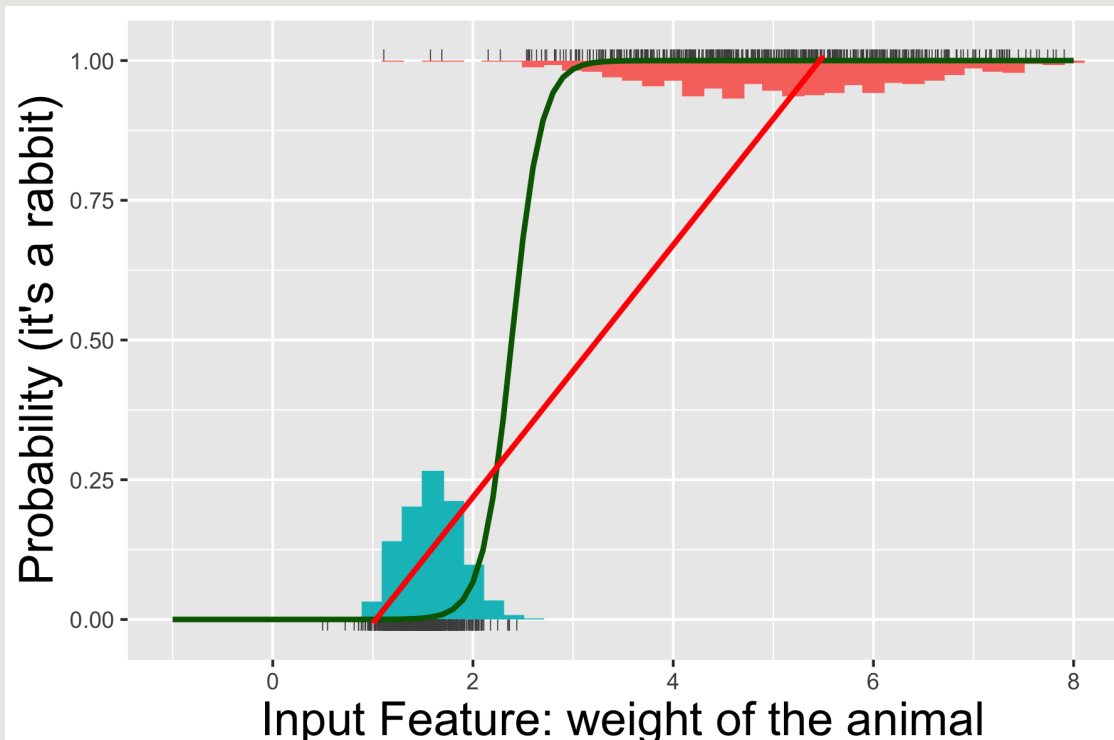 Probability (it's a rabbit)
1.00
0.75
0.50
0.25
0.00
0 2 4 6 8
Input Feature: weight of the animal